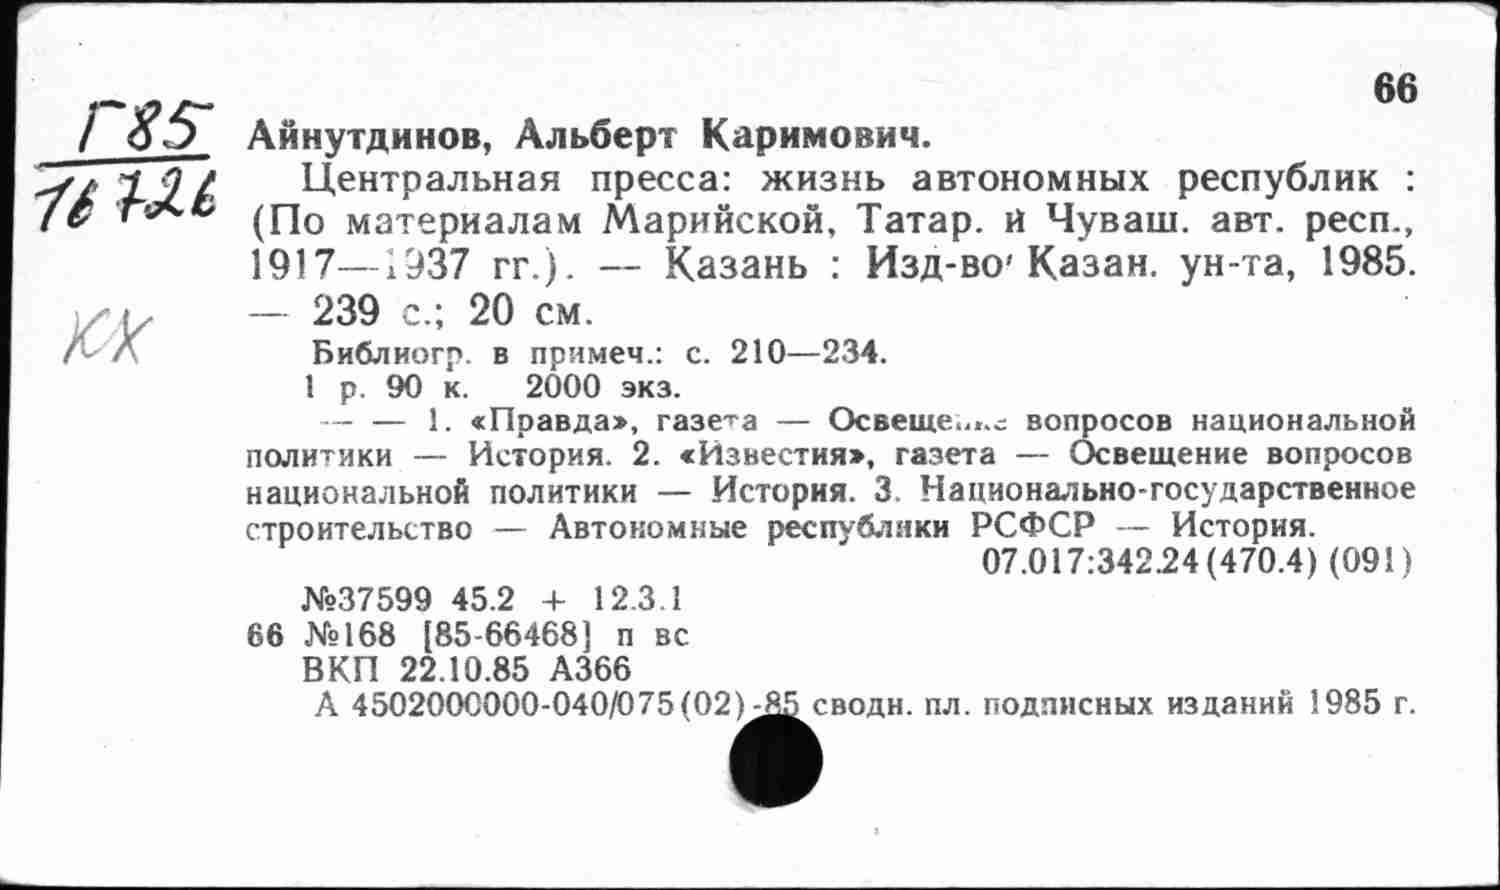 66
Г85
16726
КХ
Айнутдинов, Альберт Каримович.
Центральная пресса: жизнь автономных республик :
(По материалам Марийской, Татар. и Чуваш. авт. респ.,
1917—1937 гг.). — Казань : Изд-во Казан. ун-та, 1985.
— 239 с.; 20 см.
Библиогр. в примеч.: с. 210—234.
1 р. 90 к. 2000 экз.
— — 1. «Правда», газета — Освещение вопросов национальной
политики — История. 2. «Известия», газета — Освещение вопросов
национальной политики — История. 3. Национально-государственное
строительство — Автономные республики РСФСР — История.
07.017:342.24(470.4)(091)
№37599 45.2 + 12.3.1
66 №168 [85-66468] п вс
ВКП 22.10.85 А366
А 4502000000-040/075(02)-85 сводн. пл. подписных изданий 1985 г.